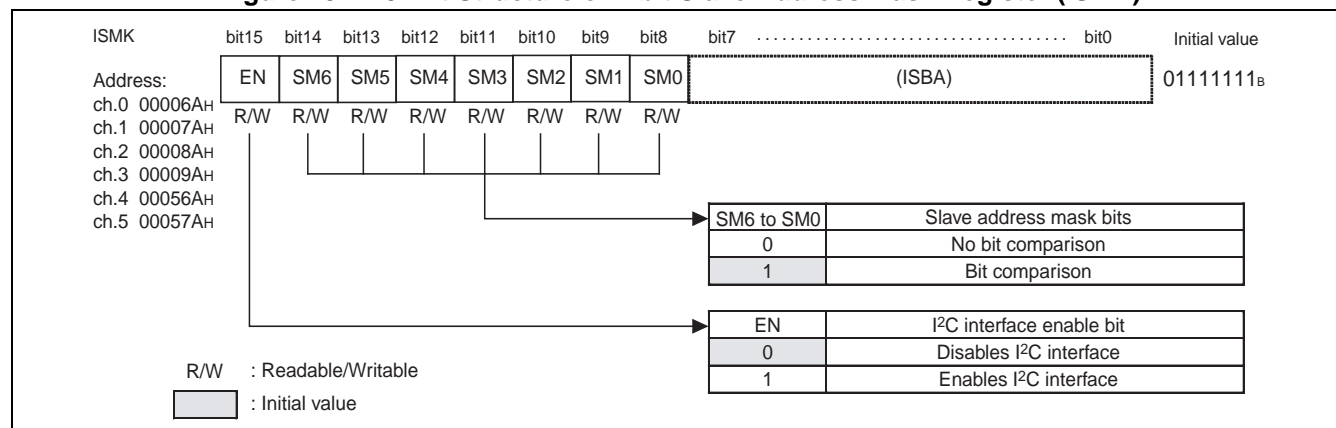 ISMK bit15 bit14 bit13 bit12 bit11 bit10 bit9 bit8 bit7 ..................................... bit0 Initial value
Address: EN SM6 SM5 SM4 SM3 SM2 SM1 SM0 (ISBA) 01111111B
ch.0 00006AH R/W R/W R/W R/W R/W R/W R/W R/W
ch.1 00007AH
ch.2 00008AH
ch.3 00009AH
ch.4 00056AH
ch.5 00057AH
SM6 to SM0 Slave address mask bits
0 No bit comparison
1 Bit comparison
EN I2C interface enable bit
0 Disables I2C interface
1 Enables I2C interface
R/W : Readable/Writable
: Initial value